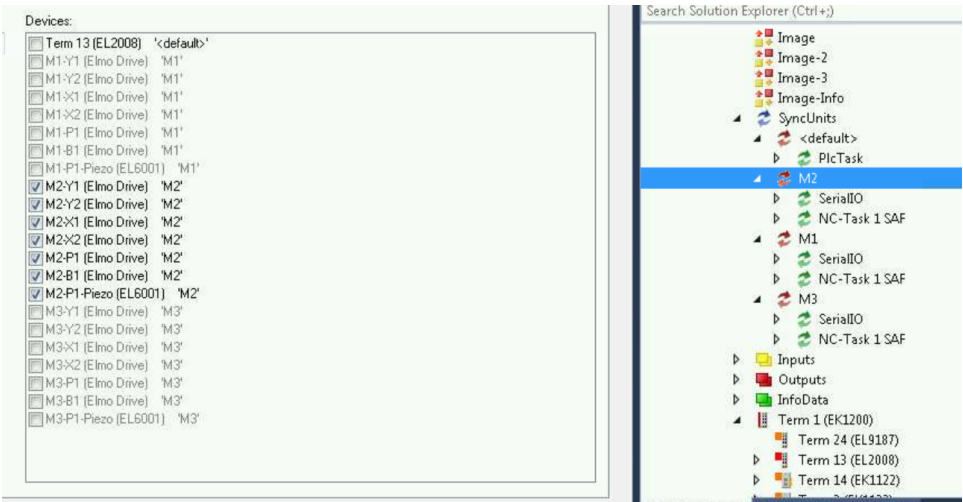 Devices:
Term 13 (EL2008) '<default>'
M1-Y1 (Elmo Drive) 'M1'
M1-Y2 (Elmo Drive) 'M1'
M1-X1 (Elmo Drive) 'M1'
M1-X2 (Elmo Drive) 'M1'
M1-P1 (Elmo Drive) 'M1'
M1-B1 (Elmo Drive) 'M1'
M1-P1-Piezo (EL6001) 'M1'
M2-Y1 (Elmo Drive) 'M2'
M2-Y2 (Elmo Drive) 'M2'
M2-X1 (Elmo Drive) 'M2'
M2-X2 (Elmo Drive) 'M2'
M2-P1 (Elmo Drive) 'M2'
M2-B1 (Elmo Drive) 'M2'
M2-P1-Piezo (EL6001) 'M2'
M3-Y1 (Elmo Drive) 'M3'
M3-Y2 (Elmo Drive) 'M3'
M3-X1 (Elmo Drive) 'M3'
M3-X2 (Elmo Drive) 'M3'
M3-P1 (Elmo Drive) 'M3'
M3-B1 (Elmo Drive) 'M3'
M3-P1-Piezo (EL6001) 'M3'
Search Solution Explorer (Ctrl+;)
Image
Image-2
Image-3
Image-Info
SyncUnits
<default>
PlcTask
M2
SerialIO
NC-Task 1 SAF
M1
SerialIO
NC-Task 1 SAF
M3
SerialIO
NC-Task 1 SAF
Inputs
Outputs
InfoData
Term 1 (EK1200)
Term 24 (EL9187)
Term 13 (EL2008)
Term 14 (EK1122)